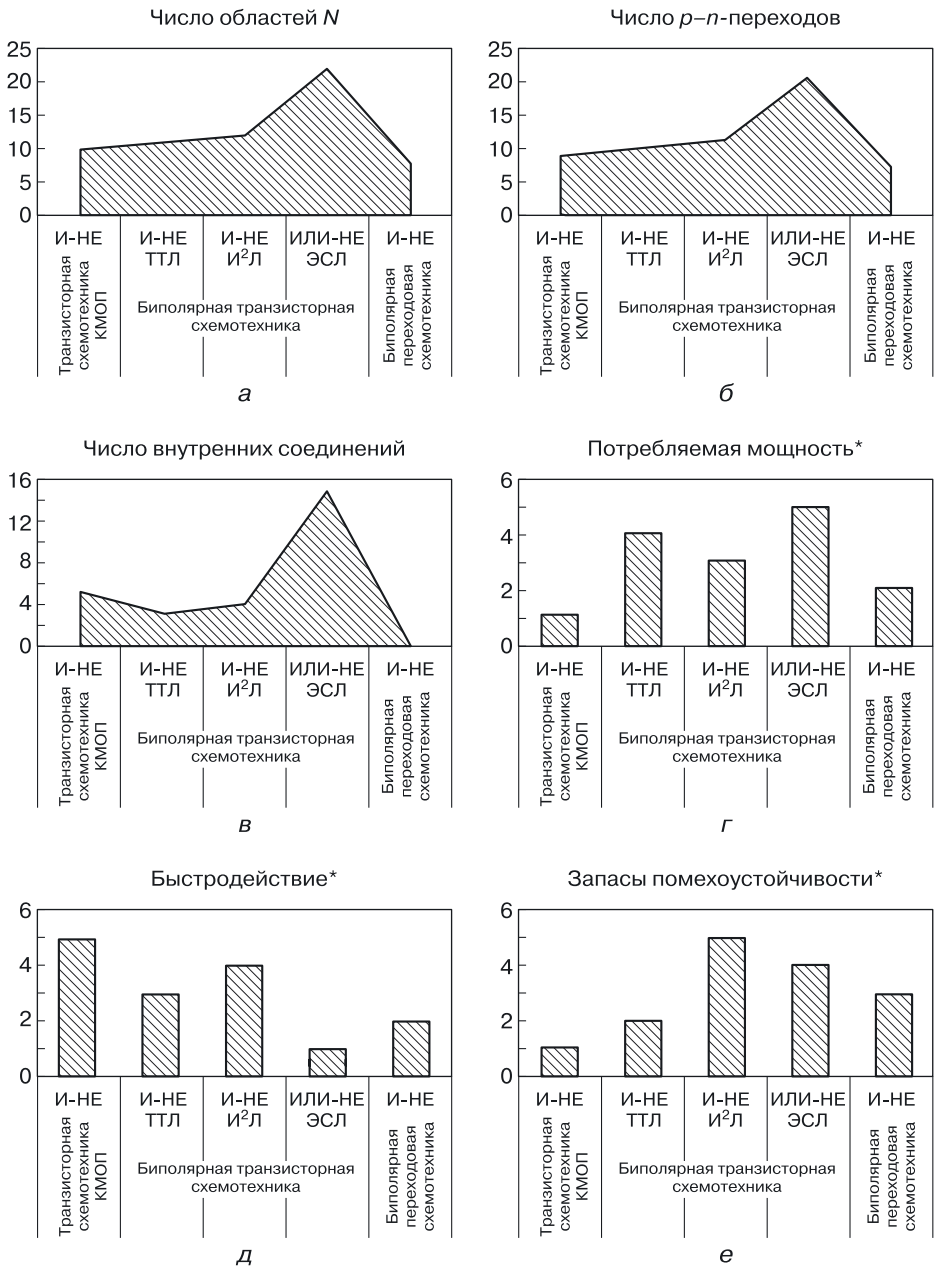 Число областей N
25
20
15
10
5
0
И-НЕ
И-НЕ
ТТЛ
И-НЕ
И²Л
ИЛИ-НЕ
ЭСЛ
И-НЕ
Транзисторная
схемотехника
КМОП
Биполярная транзисторная
схемотехника
Биполярная
переходовая
схемотехника
а
Число p–n-переходов
25
20
15
10
5
0
И-НЕ
И-НЕ
ТТЛ
И-НЕ
И²Л
ИЛИ-НЕ
ЭСЛ
И-НЕ
Транзисторная
схемотехника
КМОП
Биполярная транзисторная
схемотехника
Биполярная
переходовая
схемотехника
б
Число внутренних соединений
16
12
8
4
0
И-НЕ
И-НЕ
ТТЛ
И-НЕ
И²Л
ИЛИ-НЕ
ЭСЛ
И-НЕ
Транзисторная
схемотехника
КМОП
Биполярная транзисторная
схемотехника
Биполярная
переходовая
схемотехника
в
Потребляемая мощность*
6
4
2
0
И-НЕ
И-НЕ
ТТЛ
И-НЕ
И²Л
ИЛИ-НЕ
ЭСЛ
И-НЕ
Транзисторная
схемотехника
КМОП
Биполярная транзисторная
схемотехника
Биполярная
переходовая
схемотехника
г
Быстродействие*
6
4
2
0
И-НЕ
И-НЕ
ТТЛ
И-НЕ
И²Л
ИЛИ-НЕ
ЭСЛ
И-НЕ
Транзисторная
схемотехника
КМОП
Биполярная транзисторная
схемотехника
Биполярная
переходовая
схемотехника
д
Запасы помехоустойчивости*
6
4
2
0
И-НЕ
И-НЕ
ТТЛ
И-НЕ
И²Л
ИЛИ-НЕ
ЭСЛ
И-НЕ
Транзисторная
схемотехника
КМОП
Биполярная транзисторная
схемотехника
Биполярная
переходовая
схемотехника
е